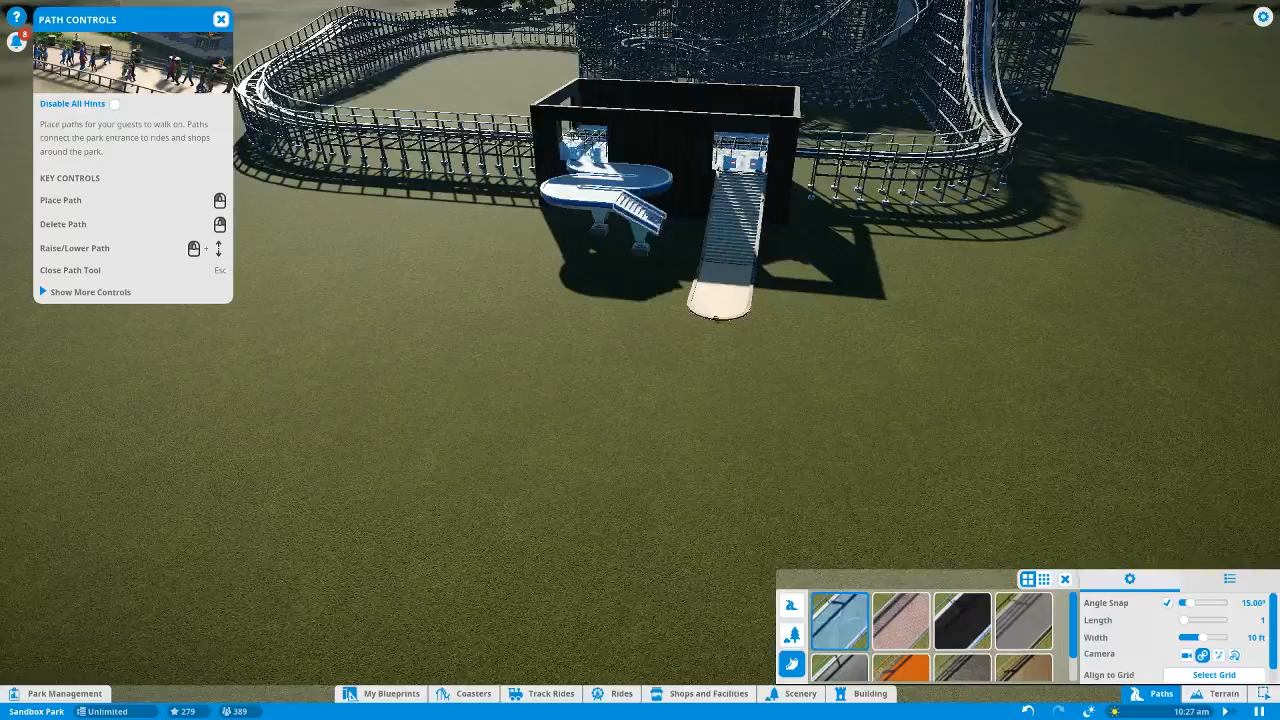 PATH CONTROLS
8
Disable All Hints
Place paths for your guests to walk on. Paths
connect the park entrance to rides and shops
around the park.
KEY CONTROLS
Place Path
Delete Path
Raise/Lower Path +
Close Path Tool Esc
Show More Controls
Angle Snap 15.00°
Length 1
Width 10 ft
Camera
Align to Grid Select Grid
Park Management My Blueprints Coasters Track Rides Rides Shops and Facilities Scenery Building Paths Terrain
Sandbox Park Unlimited 279 389 10:27 am